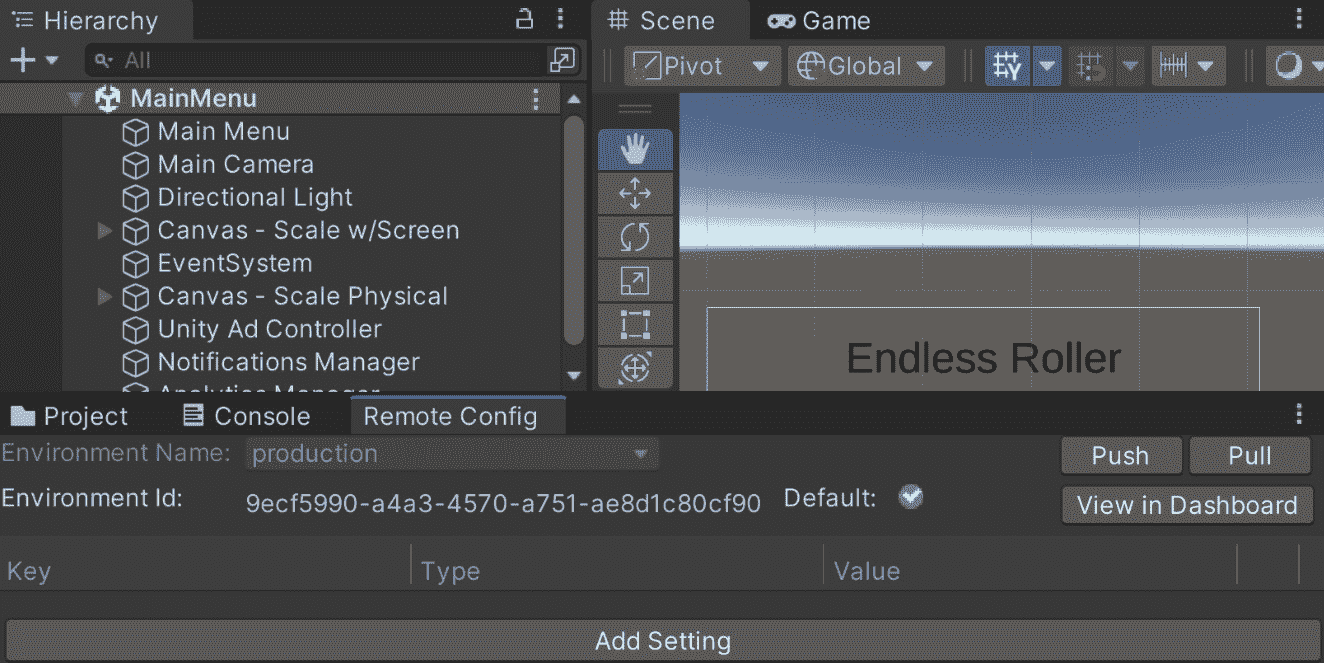 Hierarchy
All
MainMenu
Main Menu
Main Camera
Directional Light
Canvas - Scale w/Screen
EventSystem
Canvas - Scale Physical
Unity Ad Controller
Notifications Manager
Analytics Manager
Scene Game
Pivot Global
Endless Roller
Project Console Remote Config
Environment Name: production Push Pull
Environment Id: 9ecf5990-a4a3-4570-a751-ae8d1c80cf90 Default: View in Dashboard
Key Type Value
Add Setting